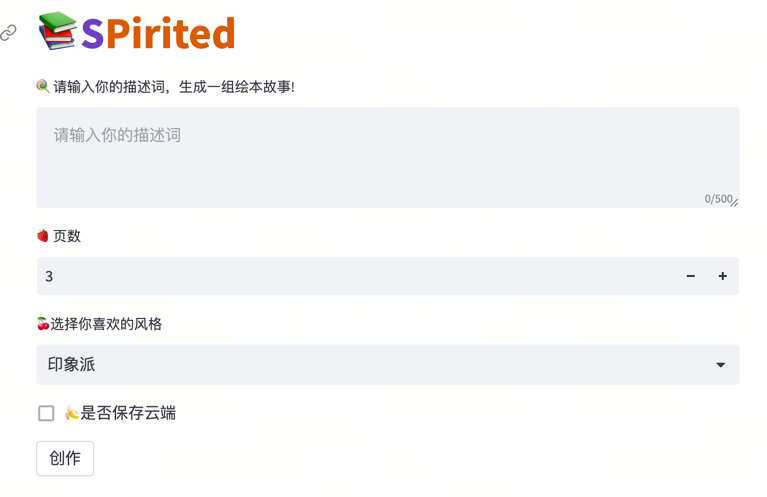 📚SPirited
🍭 请输入你的描述词，生成一组绘本故事!
请输入你的描述词
0/500
🍓 页数
3
− +
🍒选择你喜欢的风格
印象派
🍌是否保存云端
创作